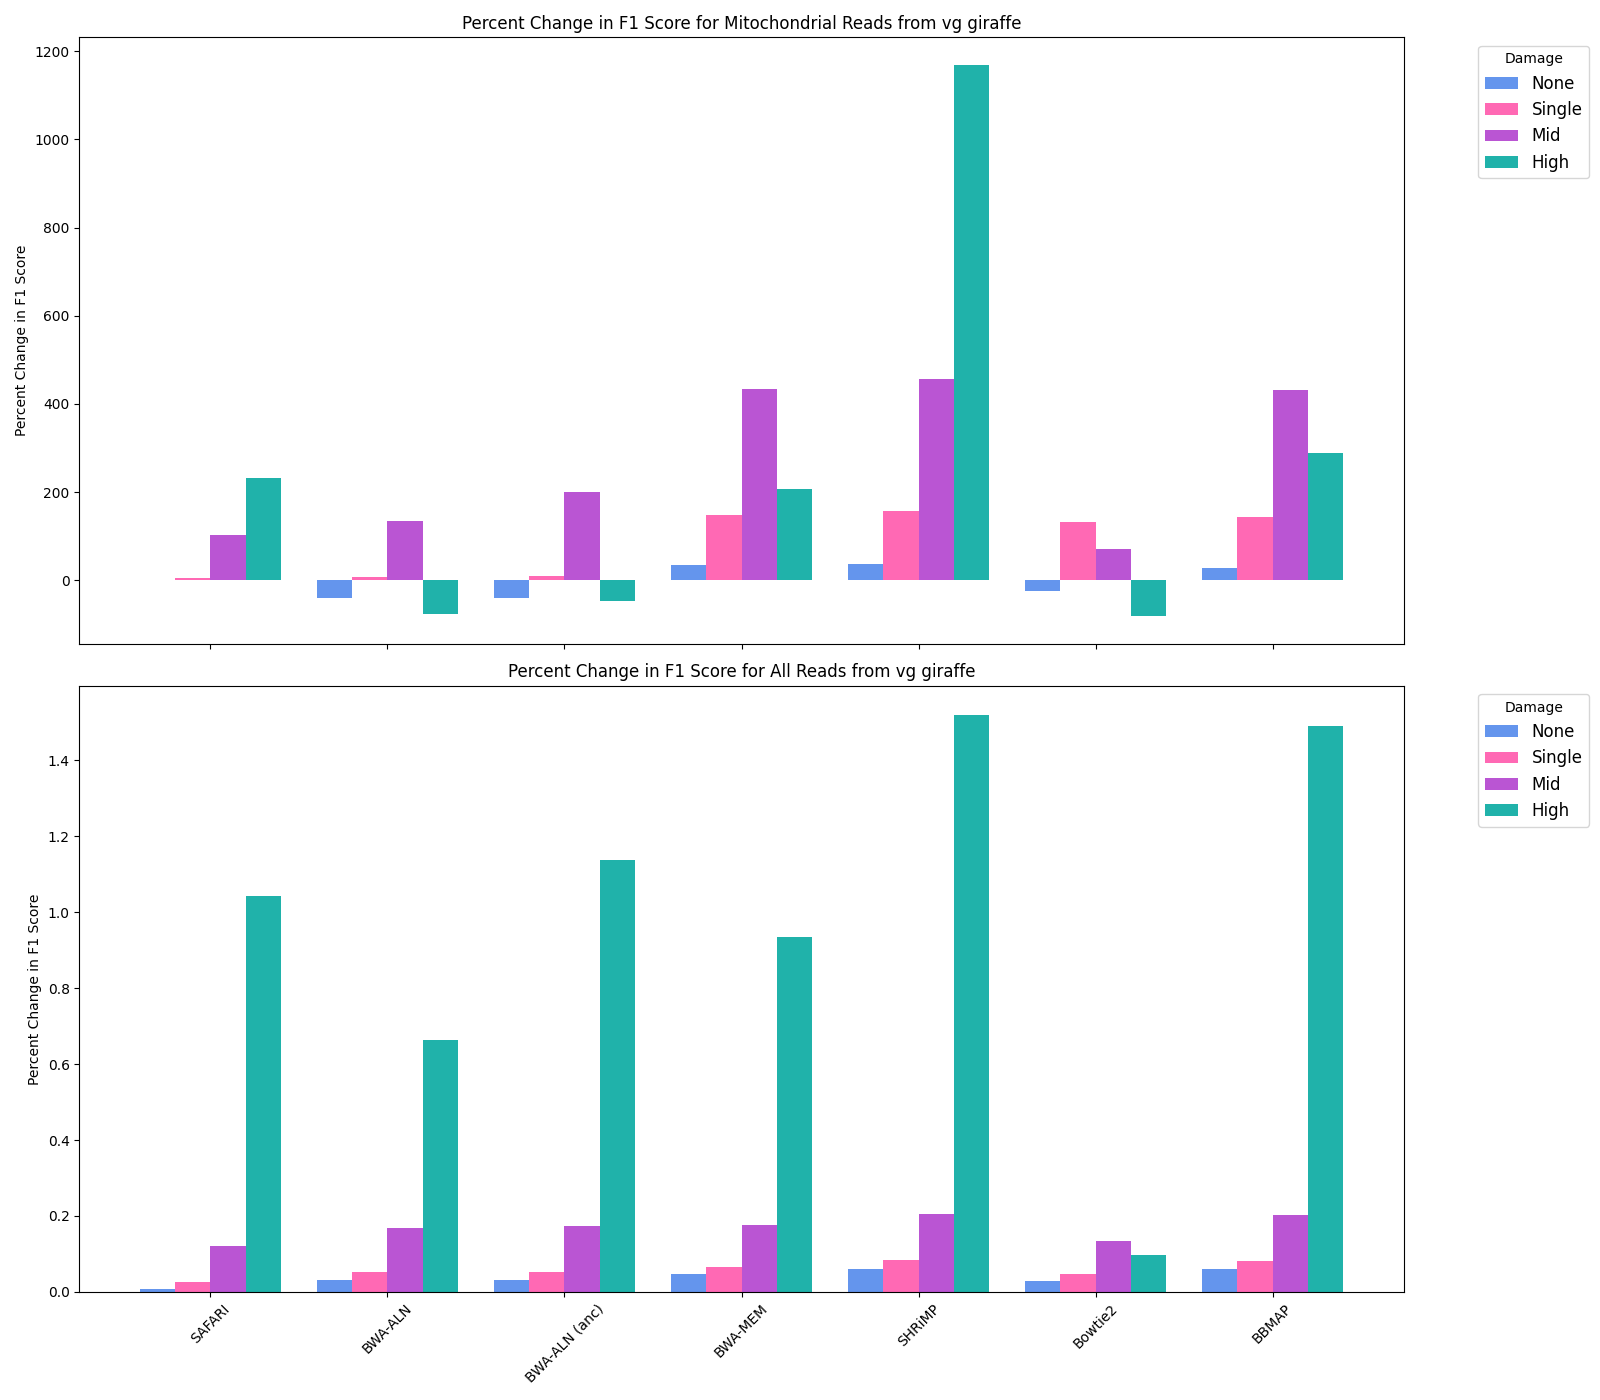 Percent Change in F1 Score for Mitochondrial Reads from vg giraffe
Percent Change in F1 Score
1200
1000
800
600
400
200
0
Damage
None
Single
Mid
High
Percent Change in F1 Score for All Reads from vg giraffe
Percent Change in F1 Score
1.4
1.2
1.0
0.8
0.6
0.4
0.2
0.0
SAFARI
BWA-ALN
BWA-ALN (anc)
BWA-MEM
SHRiMP
Bowtie2
BBMAP
Damage
None
Single
Mid
High